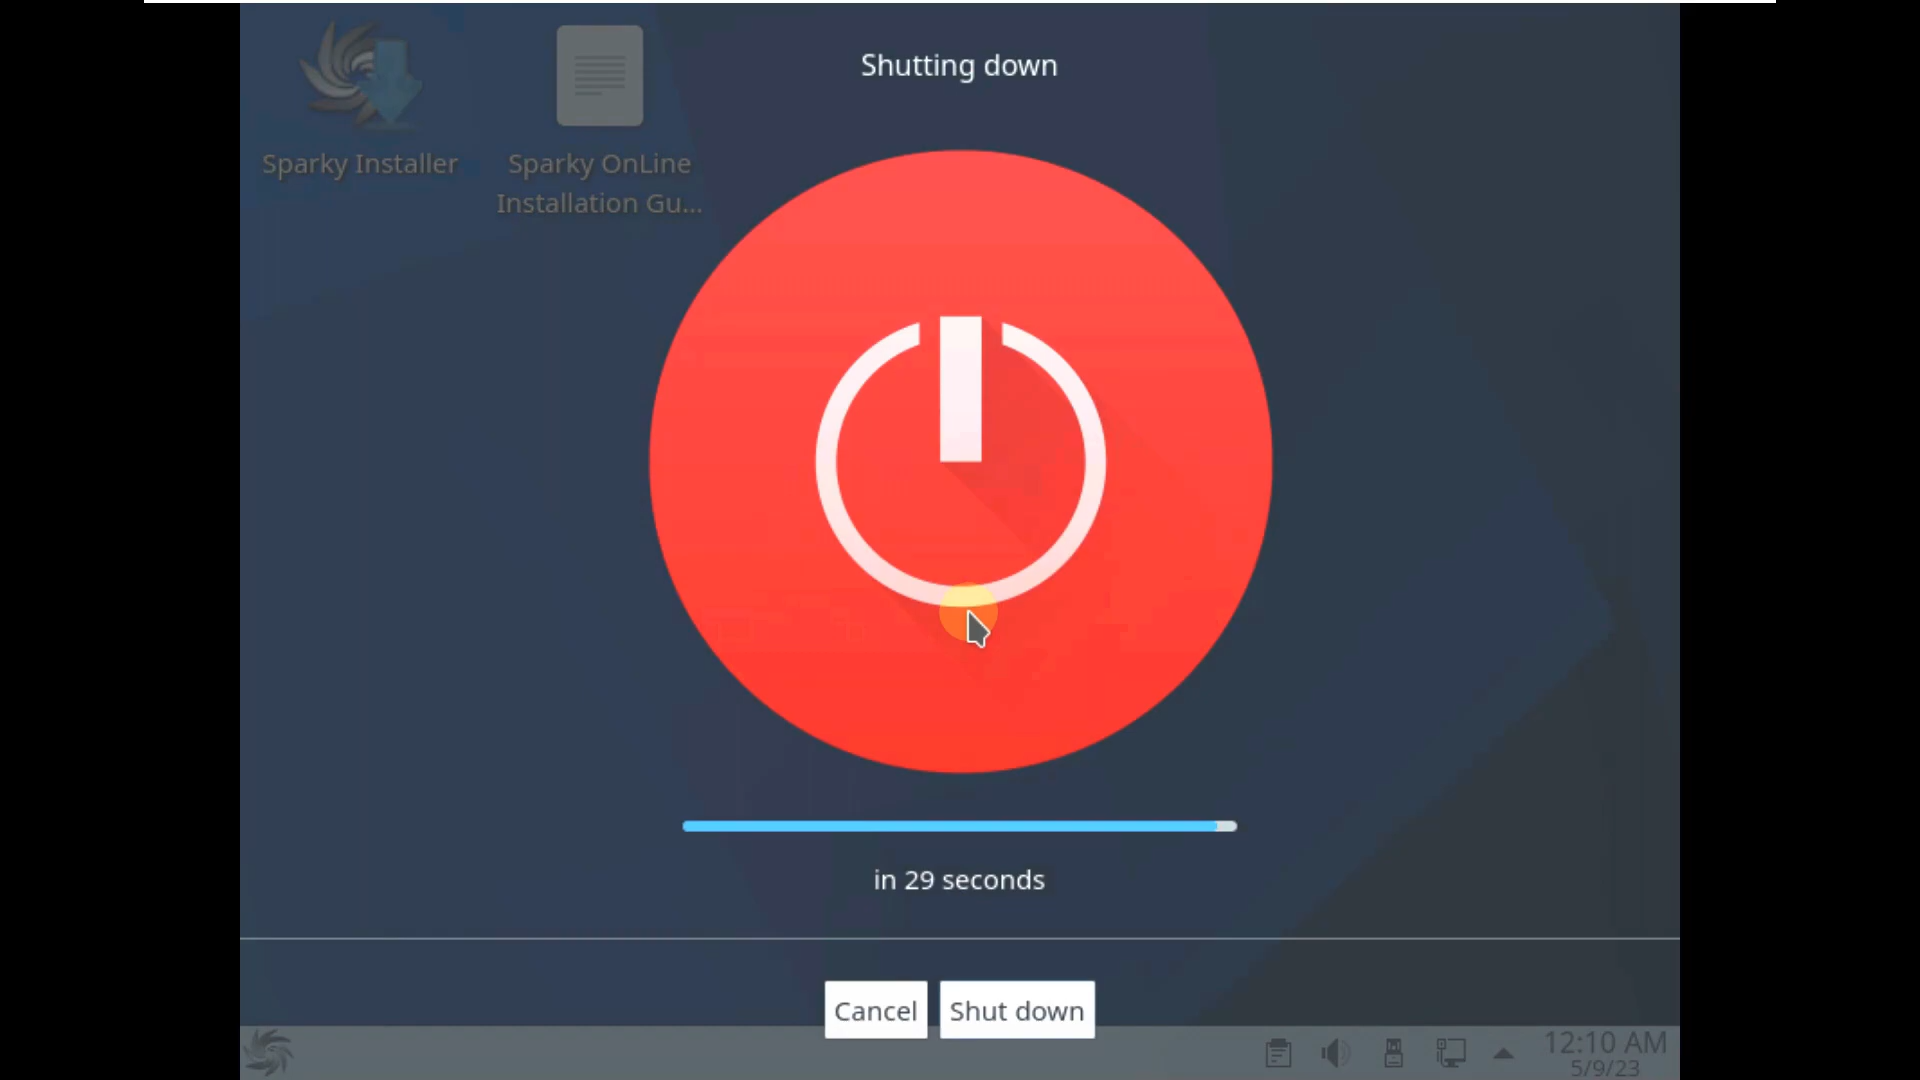 Shutting down
Sparky Installer
Sparky OnLine
Installation Gu...
in 29 seconds
Cancel
Shut down
12:10 AM
5/9/23